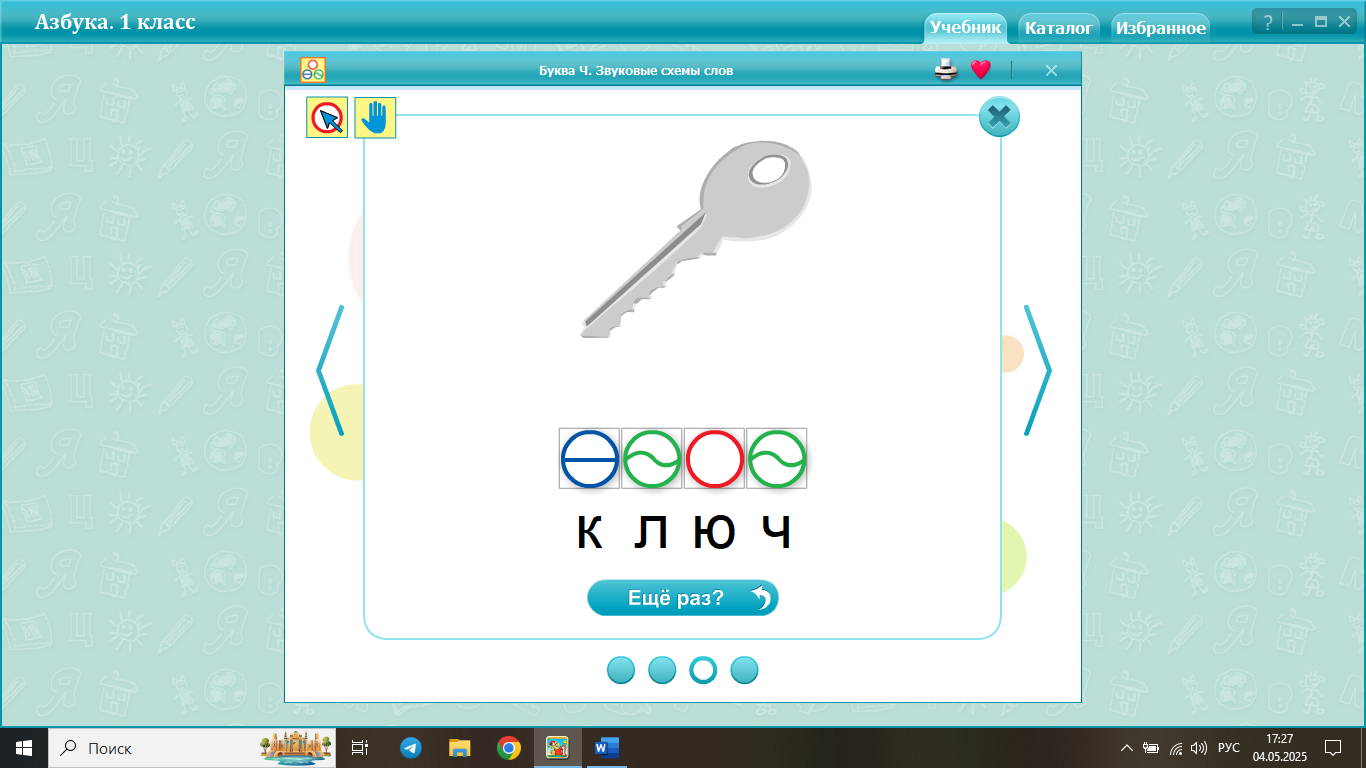 Азбука. 1 класс
Учебник Каталог Избранное ?
Буква Ч. Звуковые схемы слов
к л ю ч
Ещё раз?
Поиск
W
РУС
17:27
04.05.2025